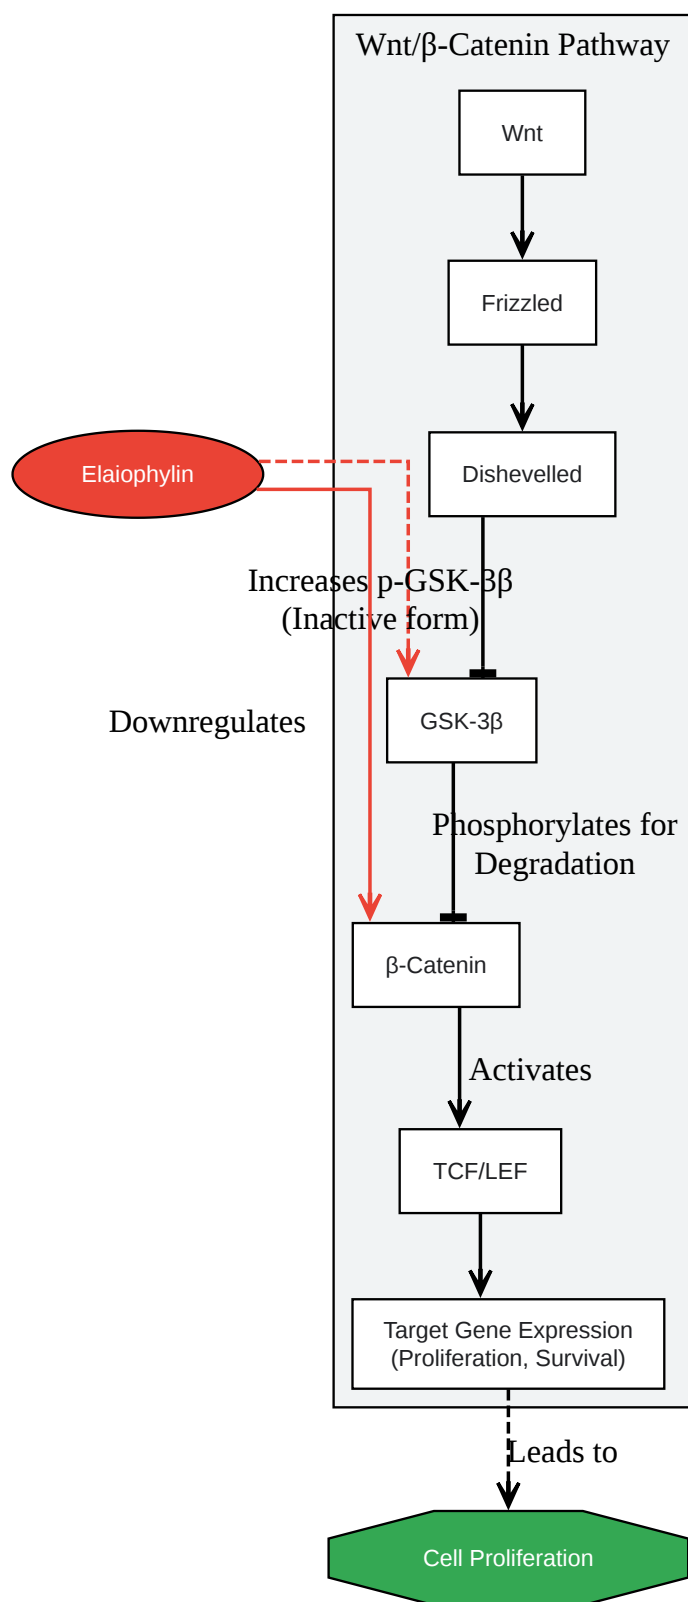 Wnt/β-Catenin Pathway
Wnt
Frizzled
Elaiophylin
Dishevelled
Increases p-GSK-3β
(Inactive form)
Downregulates
GSK-3β
Phosphorylates for
Degradation
β-Catenin
Activates
TCF/LEF
Target Gene Expression
(Proliferation, Survival)
Leads to
Cell Proliferation